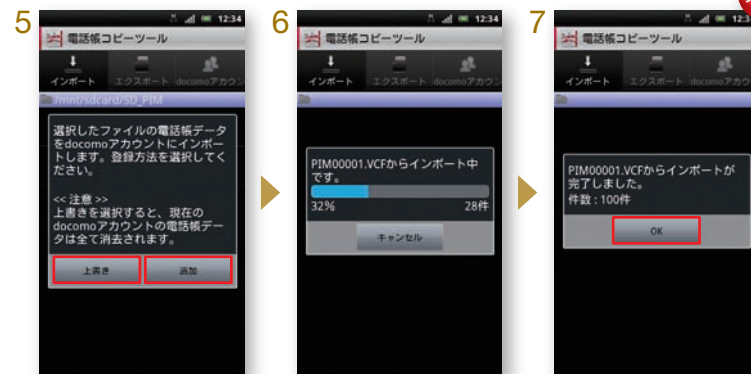 5
12:34
電話帳コピーツール
インポート エクスポート docomoアカウン
/mnt/sdcard/SD_PIM
選択したファイルの電話帳データ
をdocomoアカウントにインポー
トします。登録方法を選択してく
ださい。
<< 注意 >>
上書きを選択すると、現在の
docomoアカウントの電話帳デー
タは全て消去されます。
上書き 追加
6
12:34
電話帳コピーツール
インポート エクスポート docomoアカウン
PIM00001.VCFからインポート中
です。
32% 28件
キャンセル
7
12:34
電話帳コピーツール
インポート エクスポート docomoアカウ
PIM00001.VCFからインポートが
完了しました。
件数 : 100件
OK